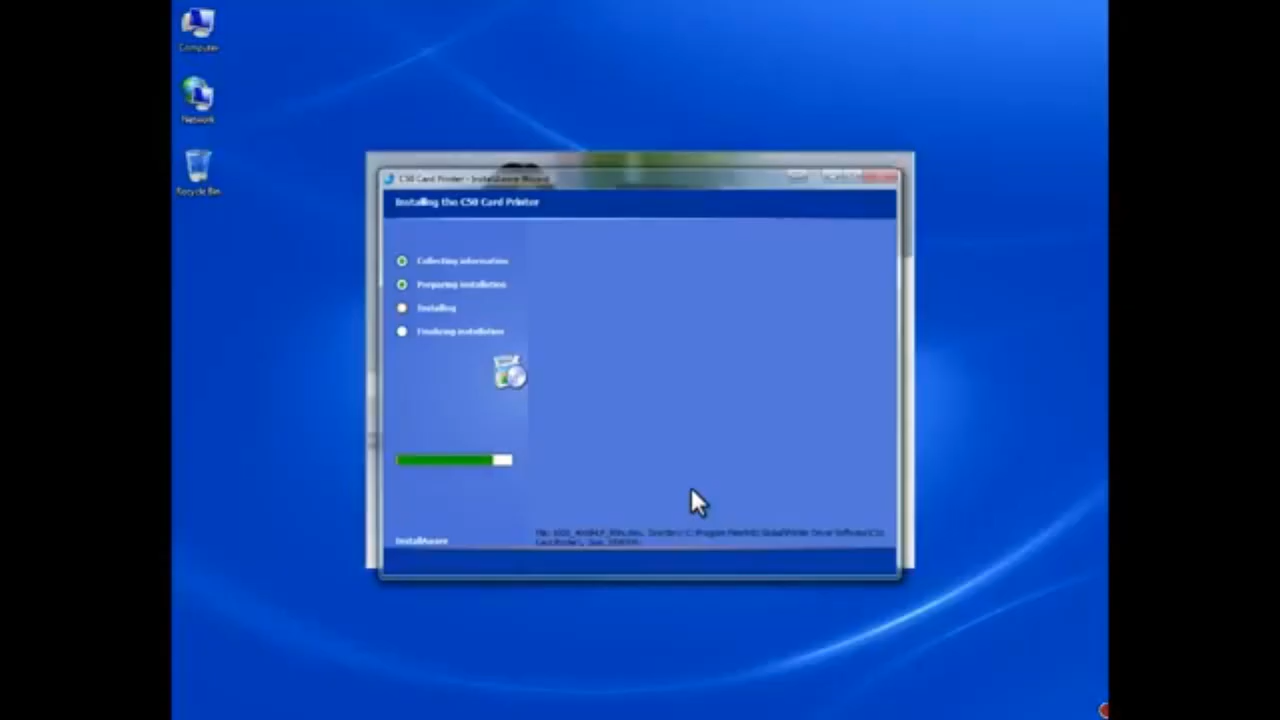 Computer
Network
Recycle Bin
C50 Card Printer - InstallAware Wizard
Installing the C50 Card Printer
Collecting information
Preparing installation
Installing
Finalizing installation
InstallAware